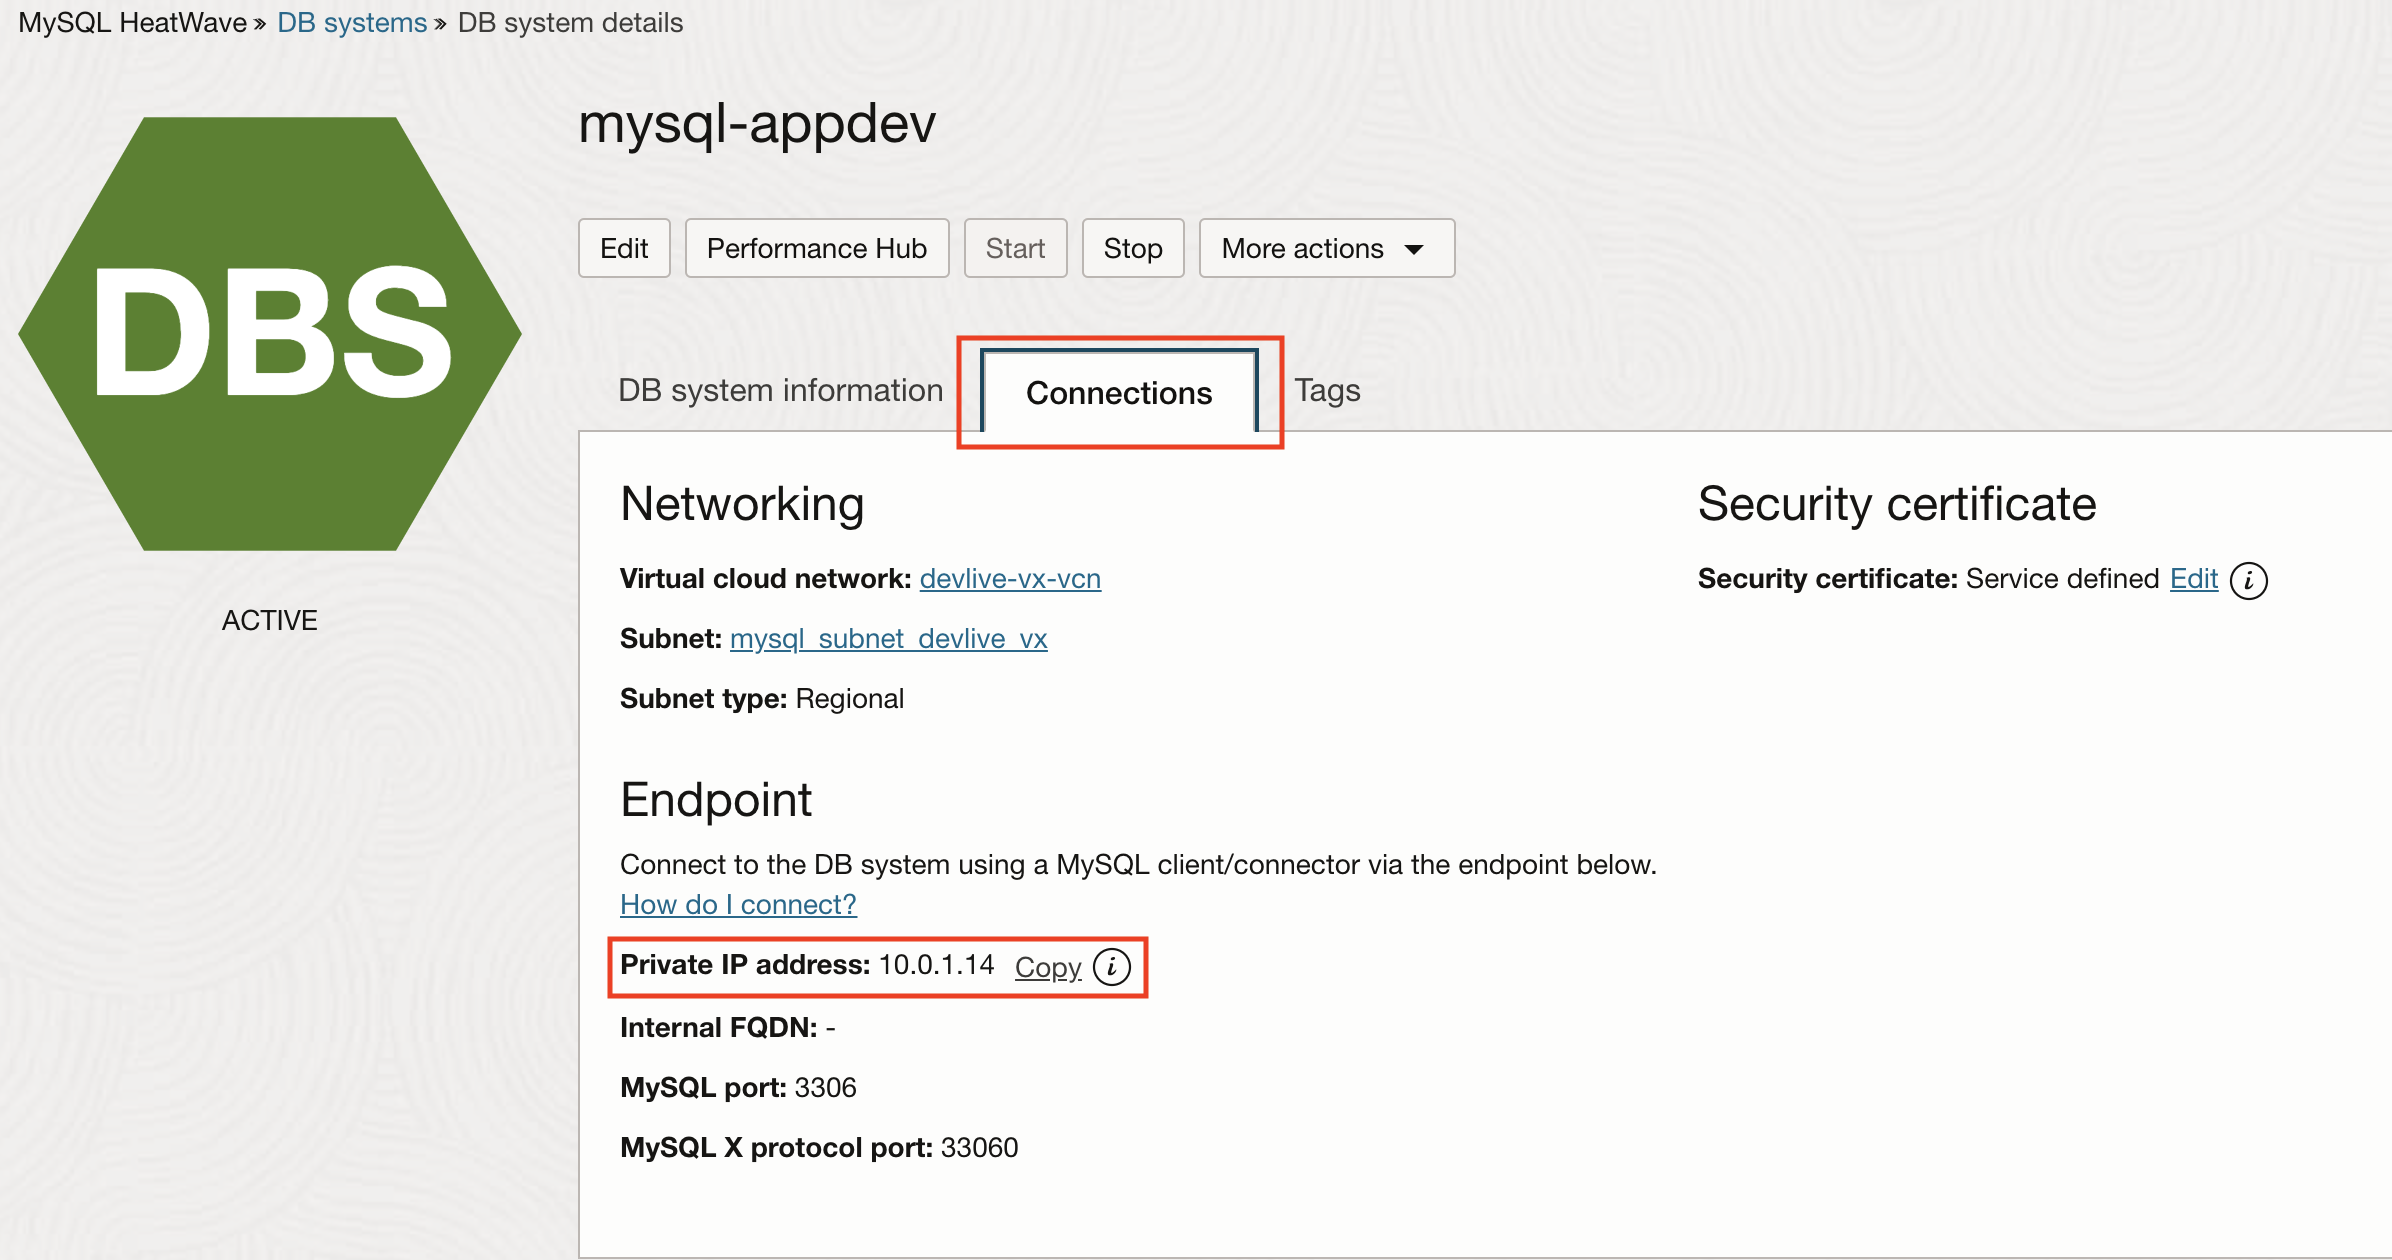 MySQL HeatWave » DB systems » DB system details
DBS
ACTIVE
mysql-appdev
Edit Performance Hub Start Stop More actions
DB system information Connections Tags
Networking
Virtual cloud network: devlive-vx-vcn
Subnet: mysql_subnet_devlive_vx
Subnet type: Regional
Endpoint
Connect to the DB system using a MySQL client/connector via the endpoint below.
How do I connect?
Private IP address: 10.0.1.14 Copy i
Internal FQDN: -
MySQL port: 3306
MySQL X protocol port: 33060
Security certificate
Security certificate: Service defined Edit i